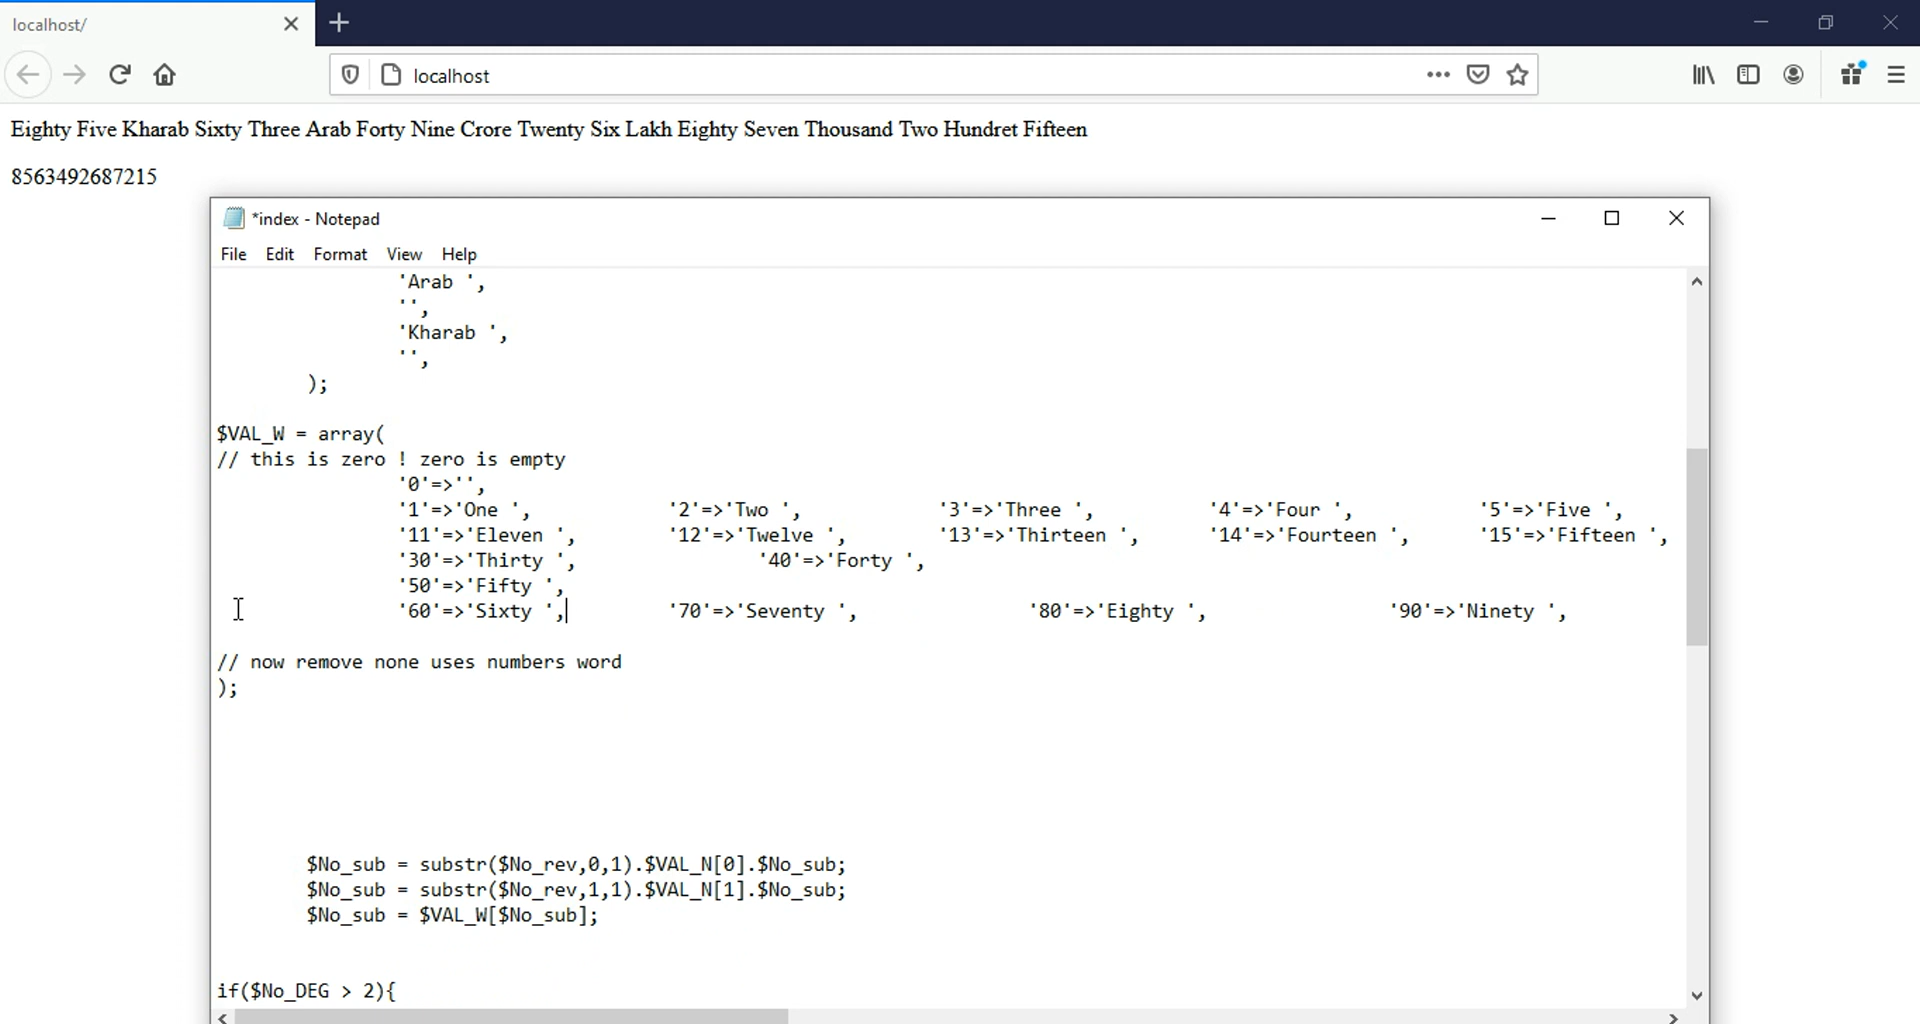 localhost/
localhost
Eighty Five Kharab Sixty Three Arab Forty Nine Crore Twenty Six Lakh Eighty Seven Thousand Two Hundret Fifteen
8563492687215
*index - Notepad
File Edit Format View Help
'Arab ',
'',
'Kharab ',
'',
);
$VAL_W = array(
// this is zero ! zero is empty
'0'=>'',
'1'=>'One ', '2'=>'Two ', '3'=>'Three ', '4'=>'Four ', '5'=>'Five ',
'11'=>'Eleven ', '12'=>'Twelve ', '13'=>'Thirteen ', '14'=>'Fourteen ', '15'=>'Fifteen ',
'30'=>'Thirty ', '40'=>'Forty ',
'50'=>'Fifty ',
'60'=>'Sixty ', '70'=>'Seventy ', '80'=>'Eighty ', '90'=>'Ninety ',
// now remove none uses numbers word
);
$No_sub = substr($No_rev,0,1).$VAL_N[0].$No_sub;
$No_sub = substr($No_rev,1,1).$VAL_N[1].$No_sub;
$No_sub = $VAL_W[$No_sub];
if($No_DEG > 2){